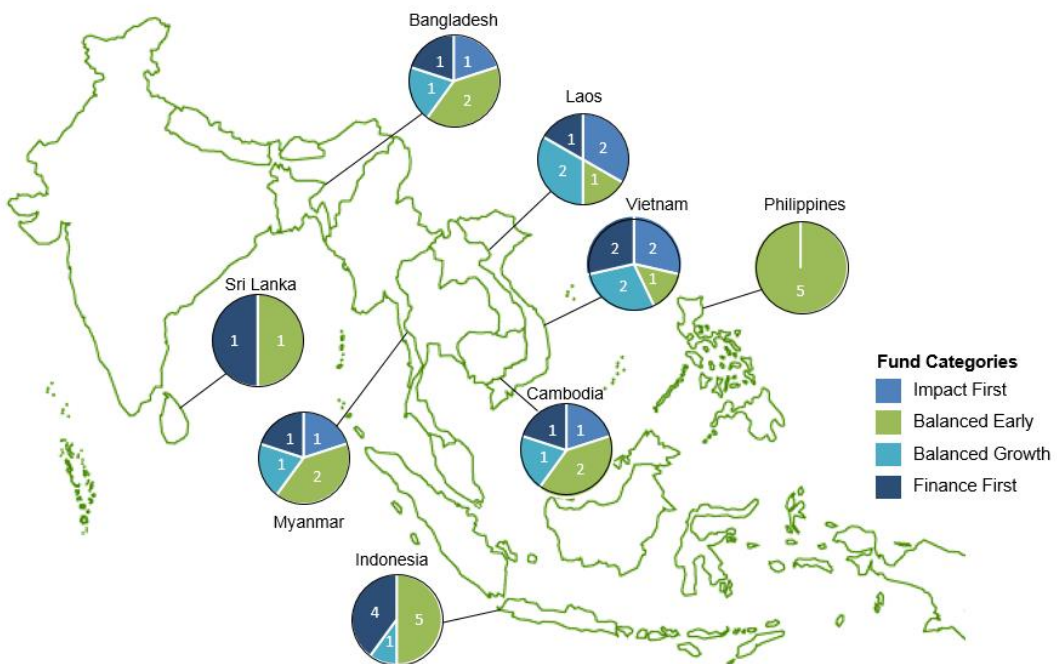 Bangladesh
1 1
1
2
Laos
1 2
2 1
Vietnam
2 2
1
2
Philippines
5
Sri Lanka
1 1
Fund Categories
Impact First
Balanced Early
Balanced Growth
Finance First
Cambodia
1 1
1
2
1 1
1
2
Myanmar
Indonesia
4 5
1